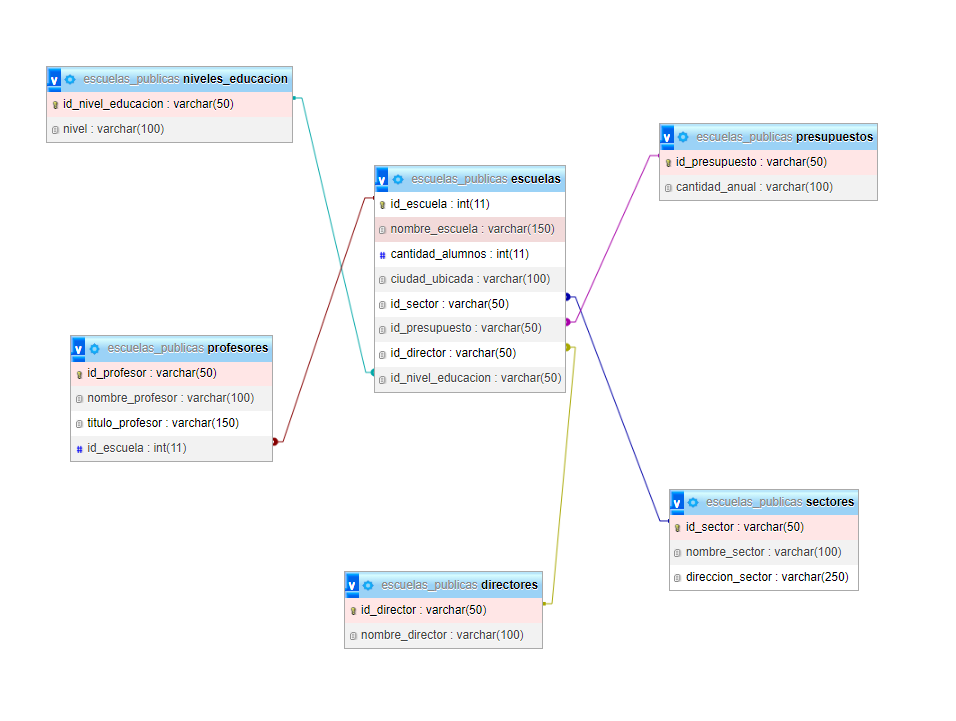 escuelas_publicas niveles_educacion
id_nivel_educacion : varchar(50)
nivel : varchar(100)
escuelas_publicas presupuestos
id_presupuesto : varchar(50)
cantidad_anual : varchar(100)
escuelas_publicas escuelas
id_escuela : int(11)
nombre_escuela : varchar(150)
cantidad_alumnos : int(11)
ciudad_ubicada : varchar(100)
id_sector : varchar(50)
id_presupuesto : varchar(50)
id_director : varchar(50)
id_nivel_educacion : varchar(50)
escuelas_publicas profesores
id_profesor : varchar(50)
nombre_profesor : varchar(100)
titulo_profesor : varchar(150)
id_escuela : int(11)
escuelas_publicas sectores
id_sector : varchar(50)
nombre_sector : varchar(100)
direccion_sector : varchar(250)
escuelas_publicas directores
id_director : varchar(50)
nombre_director : varchar(100)